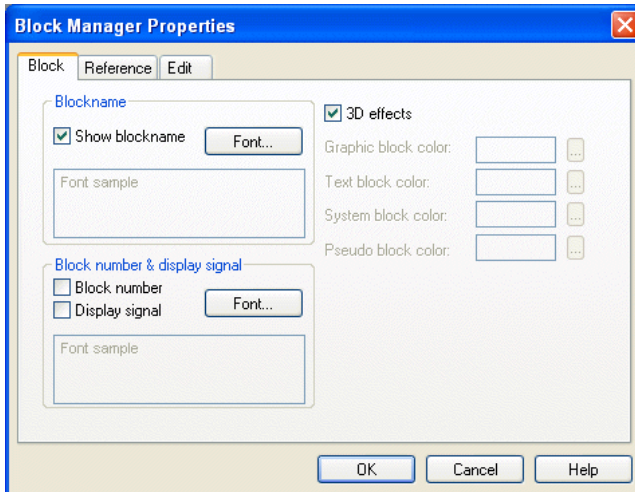 Block Manager Properties
Block Reference Edit
Blockname
Show blockname Font...
Font sample
Block number & display signal
Block number
Display signal Font...
Font sample
3D effects
Graphic block color: ...
Text block color: ...
System block color: ...
Pseudo block color: ...
OK Cancel Help